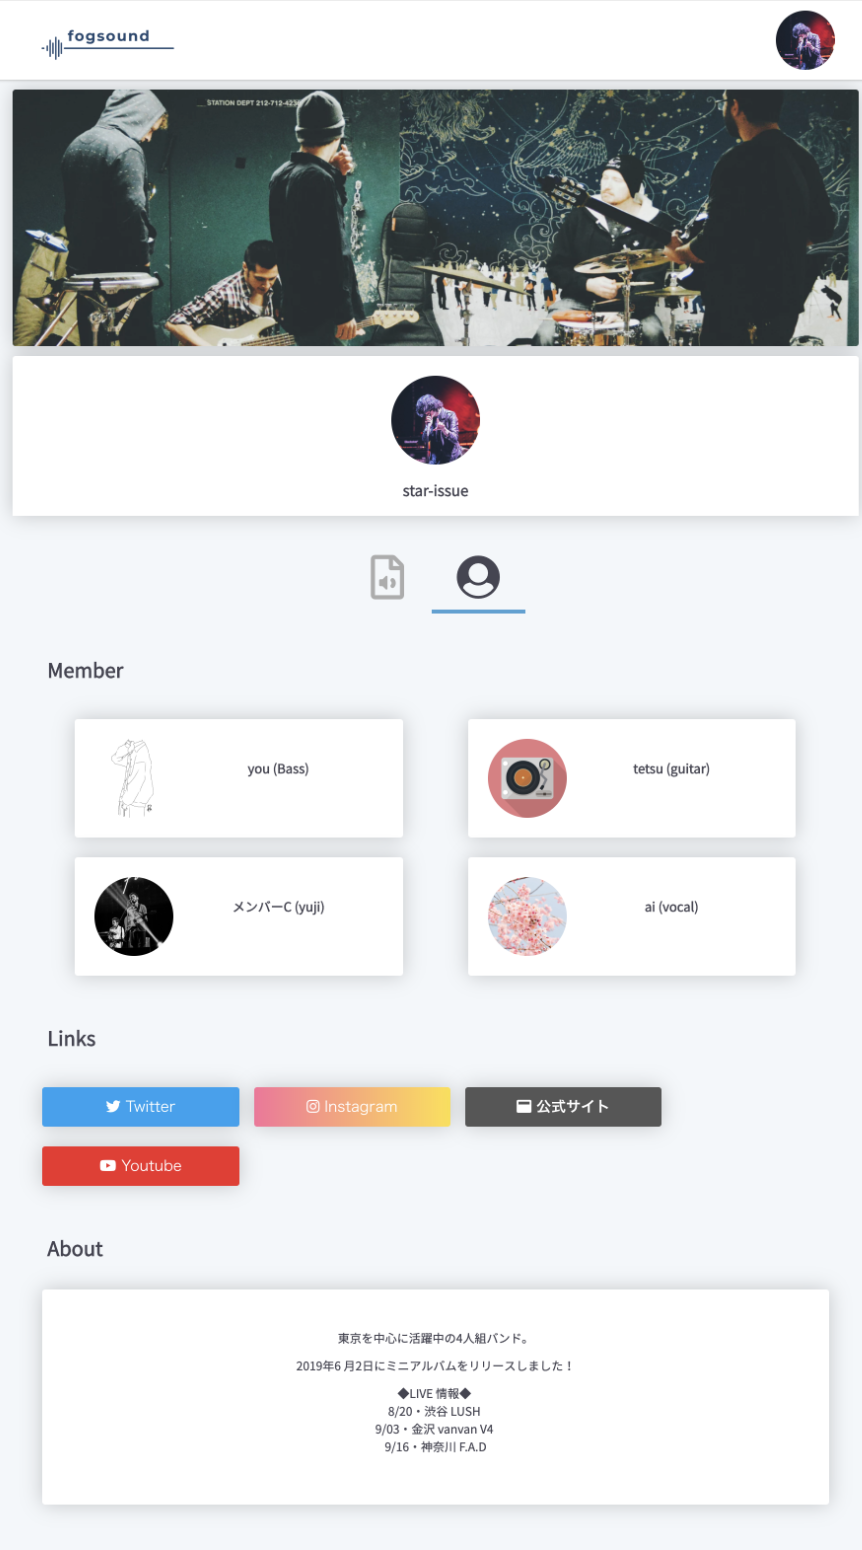 fogsound
STATION DEPT 212-712-4236
star-issue
Member
you (Bass)
tetsu (guitar)
メンバーC (yuji)
ai (vocal)
Links
Twitter
Instagram
公式サイト
Youtube
About
東京を中心に活躍中の4人組バンド。
2019年6月2日にミニアルバムをリリースしました！
◆LIVE 情報◆
8/20・渋谷 LUSH
9/03・金沢 vanvan V4
9/16・神奈川 F.A.D